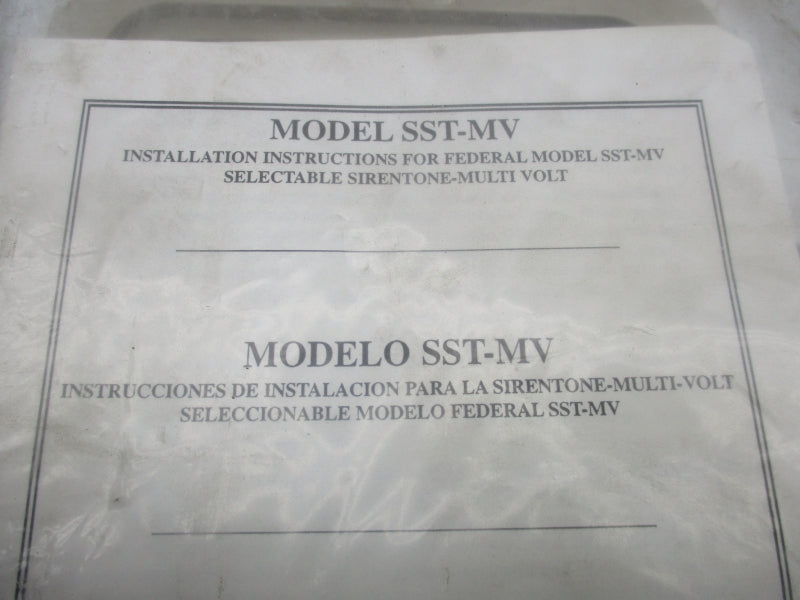 MODEL SST-MV
INSTALLATION INSTRUCTIONS FOR FEDERAL MODEL SST-MV
SELECTABLE SIRENTONE-MULTI VOLT
MODELO SST-MV
INSTRUCCIONES DE INSTALACION PARA LA SIRENTONE-MULTI-VOLT
SELECCIONABLE MODELO FEDERAL SST-MV